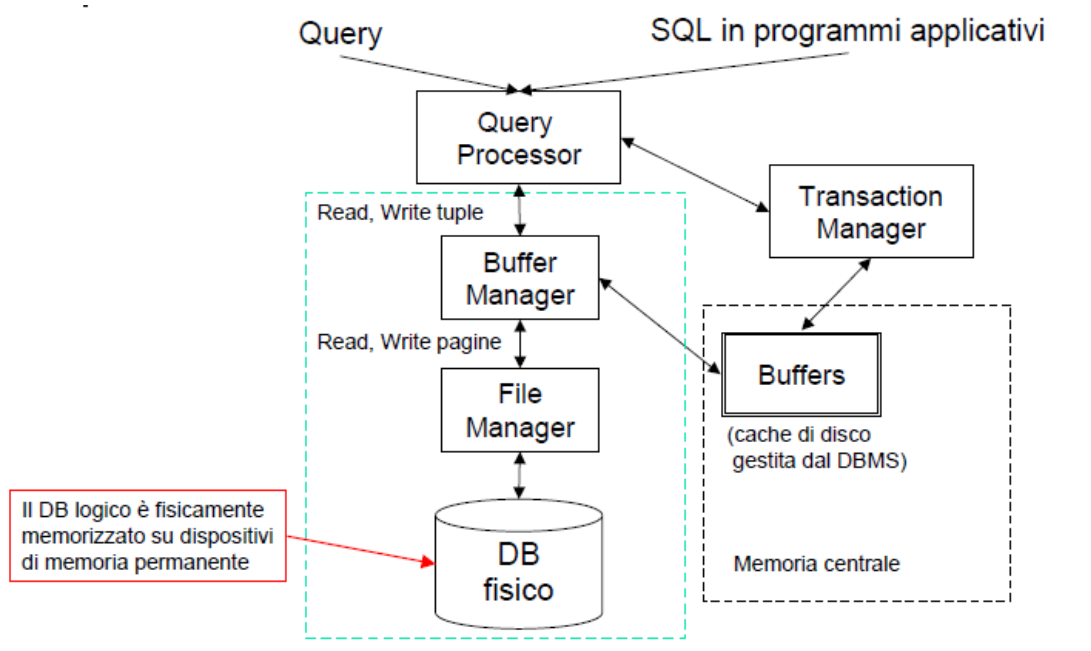 Query
SQL in programmi applicativi
Query
Processor
Transaction
Manager
Read, Write tuple
Buffer
Manager
Read, Write pagine
Buffers
File
Manager
(cache di disco
gestita dal DBMS)
Il DB logico è fisicamente
memorizzato su dispositivi
di memoria permanente
DB
fisico
Memoria centrale